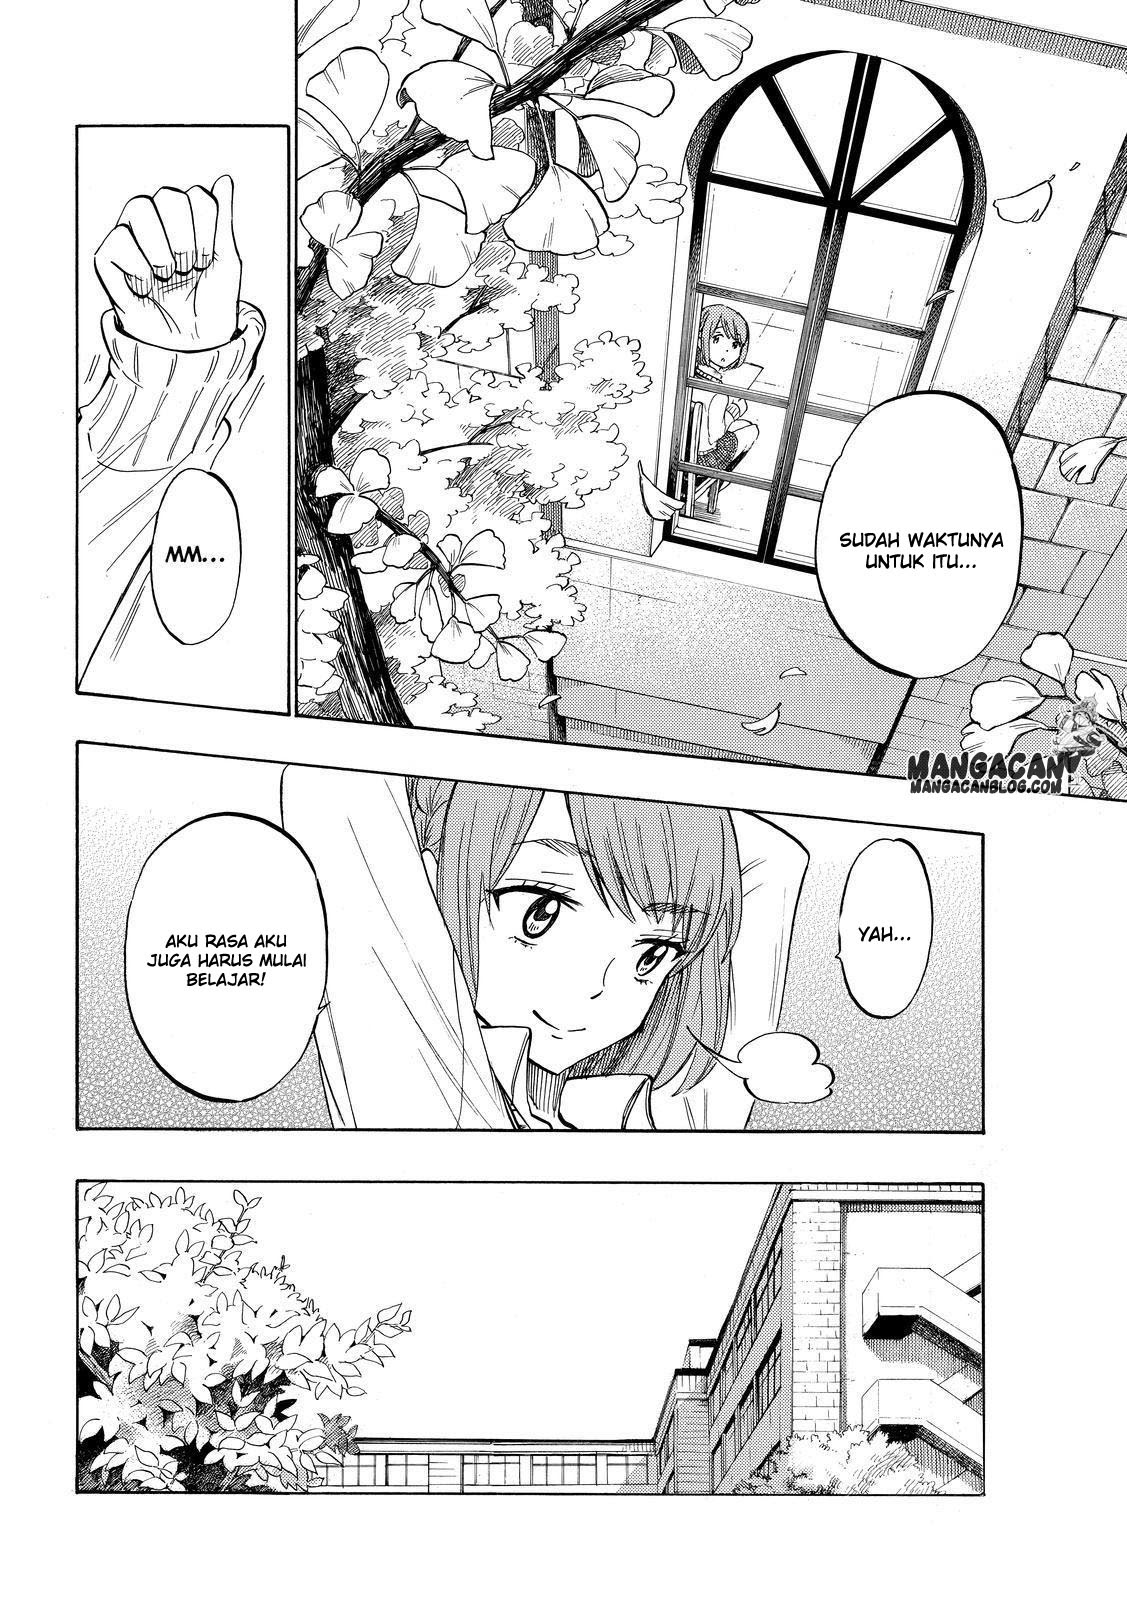 SUDAH WAKTUNYA
UNTUK ITU...
MM...
MANGACAN
MANGACANBLOG.COM
YAH...
AKU RASA AKU
JUGA HARUS MULAI
BELAJAR!